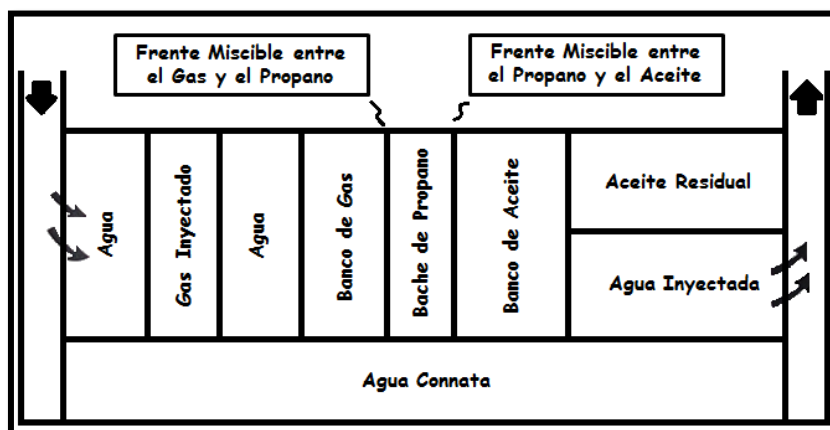 Frente Miscible entre
el Gas y el Propano
Frente Miscible entre
el Propano y el Aceite
Agua
Gas Inyectado
Agua
Banco de Gas
Bache de Propano
Banco de Aceite
Aceite Residual
Agua Inyectada
Agua Connata